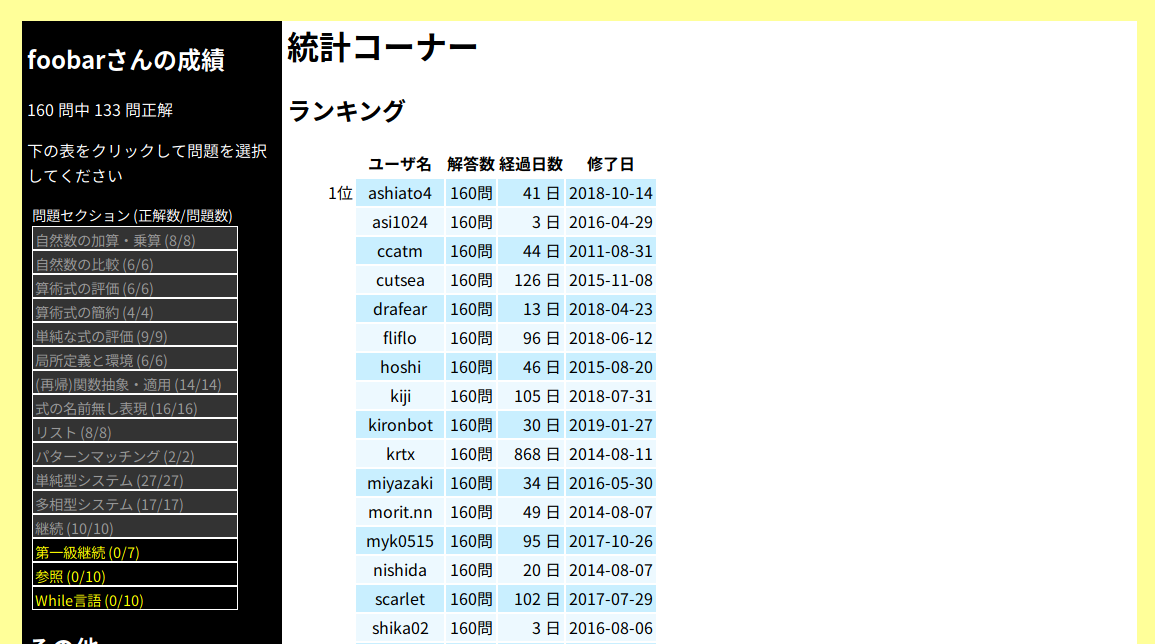 foobarさんの成績
160 問中 133 問正解
下の表をクリックして問題を選択
してください
問題セクション (正解数/問題数)
自然数の加算・乗算 (8/8)
自然数の比較 (6/6)
算術式の評価 (6/6)
算術式の簡約 (4/4)
単純な式の評価 (9/9)
局所定義と環境 (6/6)
(再帰)関数抽象・適用 (14/14)
式の名前無し表現 (16/16)
リスト (8/8)
パターンマッチング (2/2)
単純型システム (27/27)
多相型システム (17/17)
継続 (10/10)
第一級継続 (0/7)
参照 (0/10)
While言語 (0/10)
その他
統計コーナー
ランキング
ユーザ名 解答数 経過日数 修了日
1位 ashiato4 160問 41 日 2018-10-14
asi1024 160問 3 日 2016-04-29
ccatm 160問 44 日 2011-08-31
cutsea 160問 126 日 2015-11-08
drafear 160問 13 日 2018-04-23
fliflo 160問 96 日 2018-06-12
hoshi 160問 46 日 2015-08-20
kiji 160問 105 日 2018-07-31
kironbot 160問 30 日 2019-01-27
krtx 160問 868 日 2014-08-11
miyazaki 160問 34 日 2016-05-30
morit.nn 160問 49 日 2014-08-07
myk0515 160問 95 日 2017-10-26
nishida 160問 20 日 2014-08-07
scarlet 160問 102 日 2017-07-29
shika02 160問 3 日 2016-08-06